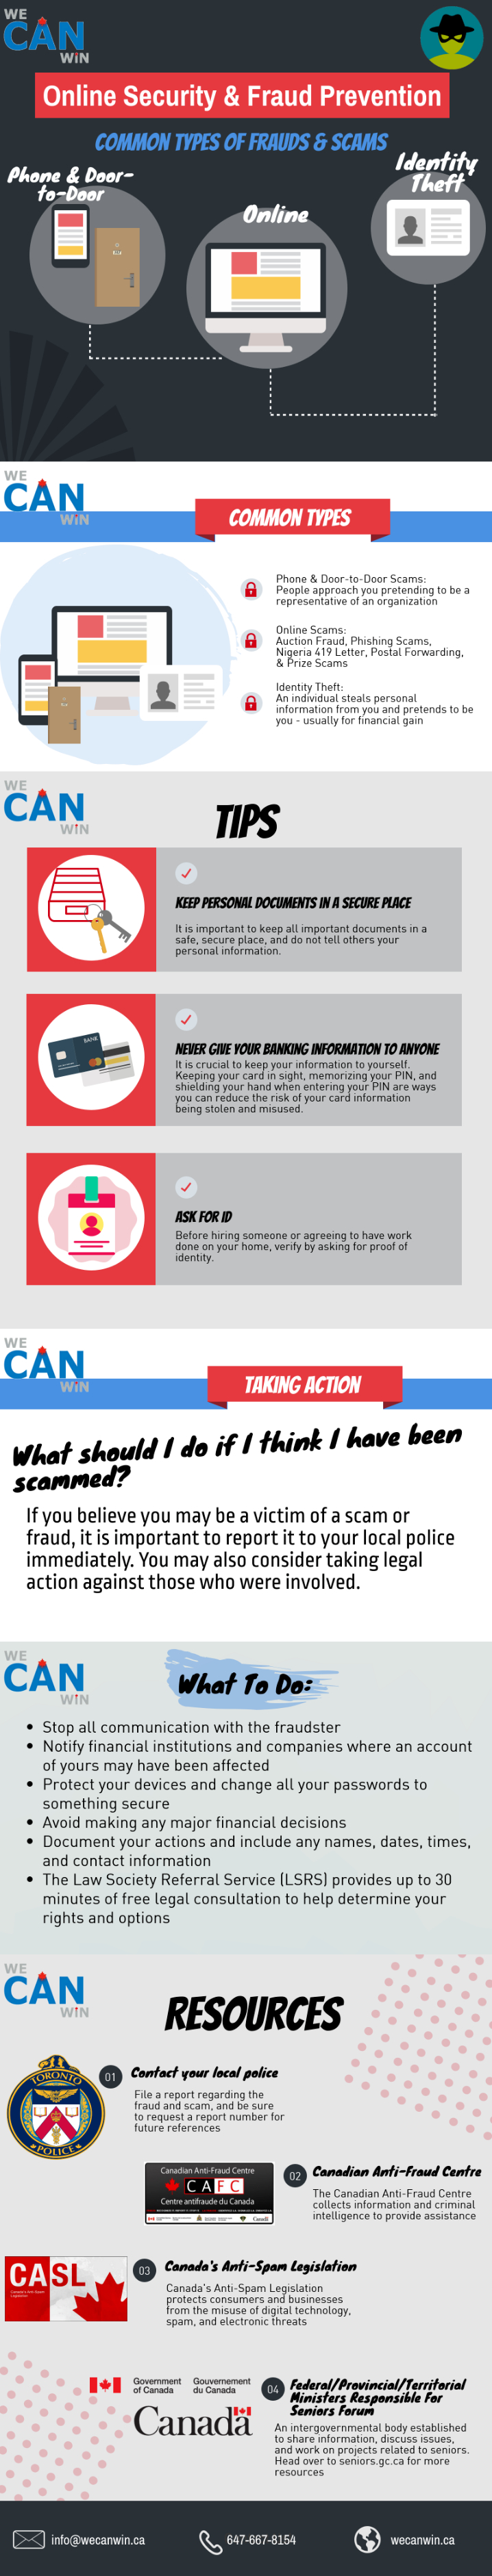 WE
CAN
WiN
Online Security & Fraud Prevention
COMMON TYPES OF FRAUDS & SCAMS
Phone & Door-
to-Door
Online
Identity
Theft
WE
CAN
WiN
COMMON TYPES
Phone & Door-to-Door Scams:
People approach you pretending to be a
representative of an organization
Online Scams:
Auction Fraud, Phishing Scams,
Nigeria 419 Letter, Postal Forwarding,
& Prize Scams
Identity Theft:
An individual steals personal
information from you and pretends to be
you - usually for financial gain
WE
CAN
WiN
TIPS
KEEP PERSONAL DOCUMENTS IN A SECURE PLACE
It is important to keep all important documents in a
safe, secure place, and do not tell others your
personal information.
BANK
NEVER GIVE YOUR BANKING INFORMATION TO ANYONE
It is crucial to keep your information to yourself.
Keeping your card in sight, memorizing your PIN, and
shielding your hand when entering your PIN are ways
you can reduce the risk of your card information
being stolen and misused.
ASK FOR ID
Before hiring someone or agreeing to have work
done on your home, verify by asking for proof of
identity.
WE
CAN
WiN
TAKING ACTION
What should I do if I think I have been
scammed?
If you believe you may be a victim of a scam or
fraud, it is important to report it to your local police
immediately. You may also consider taking legal
action against those who were involved.
WE
CAN
WiN
What To Do:
• Stop all communication with the fraudster
• Notify financial institutions and companies where an account
of yours may have been affected
• Protect your devices and change all your passwords to
something secure
• Avoid making any major financial decisions
• Document your actions and include any names, dates, times,
and contact information
• The Law Society Referral Service (LSRS) provides up to 30
minutes of free legal consultation to help determine your
rights and options
WE
CAN
WiN
RESOURCES
TORONTO
POLICE
01
Contact your local police
File a report regarding the
fraud and scam, and be sure
to request a report number for
future references
Canadian Anti-Fraud Centre
CAFC
Centre antifraude du Canada
Canada
02
Canadian Anti-Fraud Centre
The Canadian Anti-Fraud Centre
collects information and criminal
intelligence to provide assistance
CASL
Canada's Anti-Spam
Legislation
03
Canada's Anti-Spam Legislation
Canada's Anti-Spam Legislation
protects consumers and businesses
from the misuse of digital technology,
spam, and electronic threats
Government
of Canada
Gouvernement
du Canada
Canada
04
Federal/Provincial/Territorial
Ministers Responsible For
Seniors Forum
An intergovernmental body established
to share information, discuss issues,
and work on projects related to seniors.
Head over to seniors.gc.ca for more
resources
info@wecanwin.ca
647-667-8154
wecanwin.ca